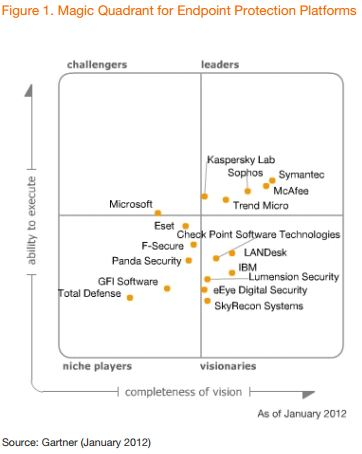 Figure 1. Magic Quadrant for Endpoint Protection Platforms
challengers
leaders
Kaspersky Lab
Sophos
Symantec
McAfee
Trend Micro
Microsoft
Eset
Check Point Software Technologies
F-Secure
LANDesk
Panda Security
IBM
Lumension Security
GFI Software
eEye Digital Security
Total Defense
SkyRecon Systems
ability to execute
niche players
visionaries
completeness of vision
As of January 2012
Source: Gartner (January 2012)